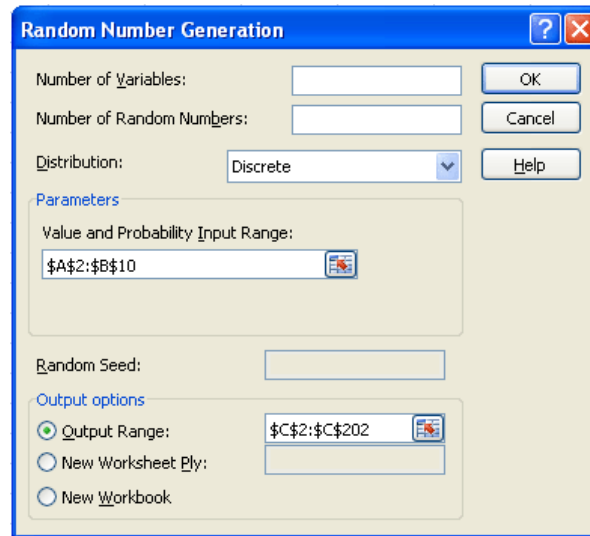 Random Number Generation
Number of Variables:
OK
Number of Random Numbers:
Cancel
Distribution:
Discrete
Help
Parameters
Value and Probability Input Range:
$A$2:$B$10
Random Seed:
Output options
Output Range:
$C$2:$C$202
New Worksheet Ply:
New Workbook